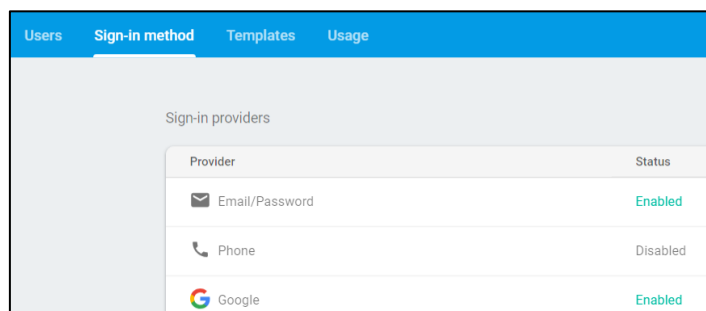 Users Sign-in method Templates Usage
Sign-in providers
Provider Status
Email/Password Enabled
Phone Disabled
Google Enabled